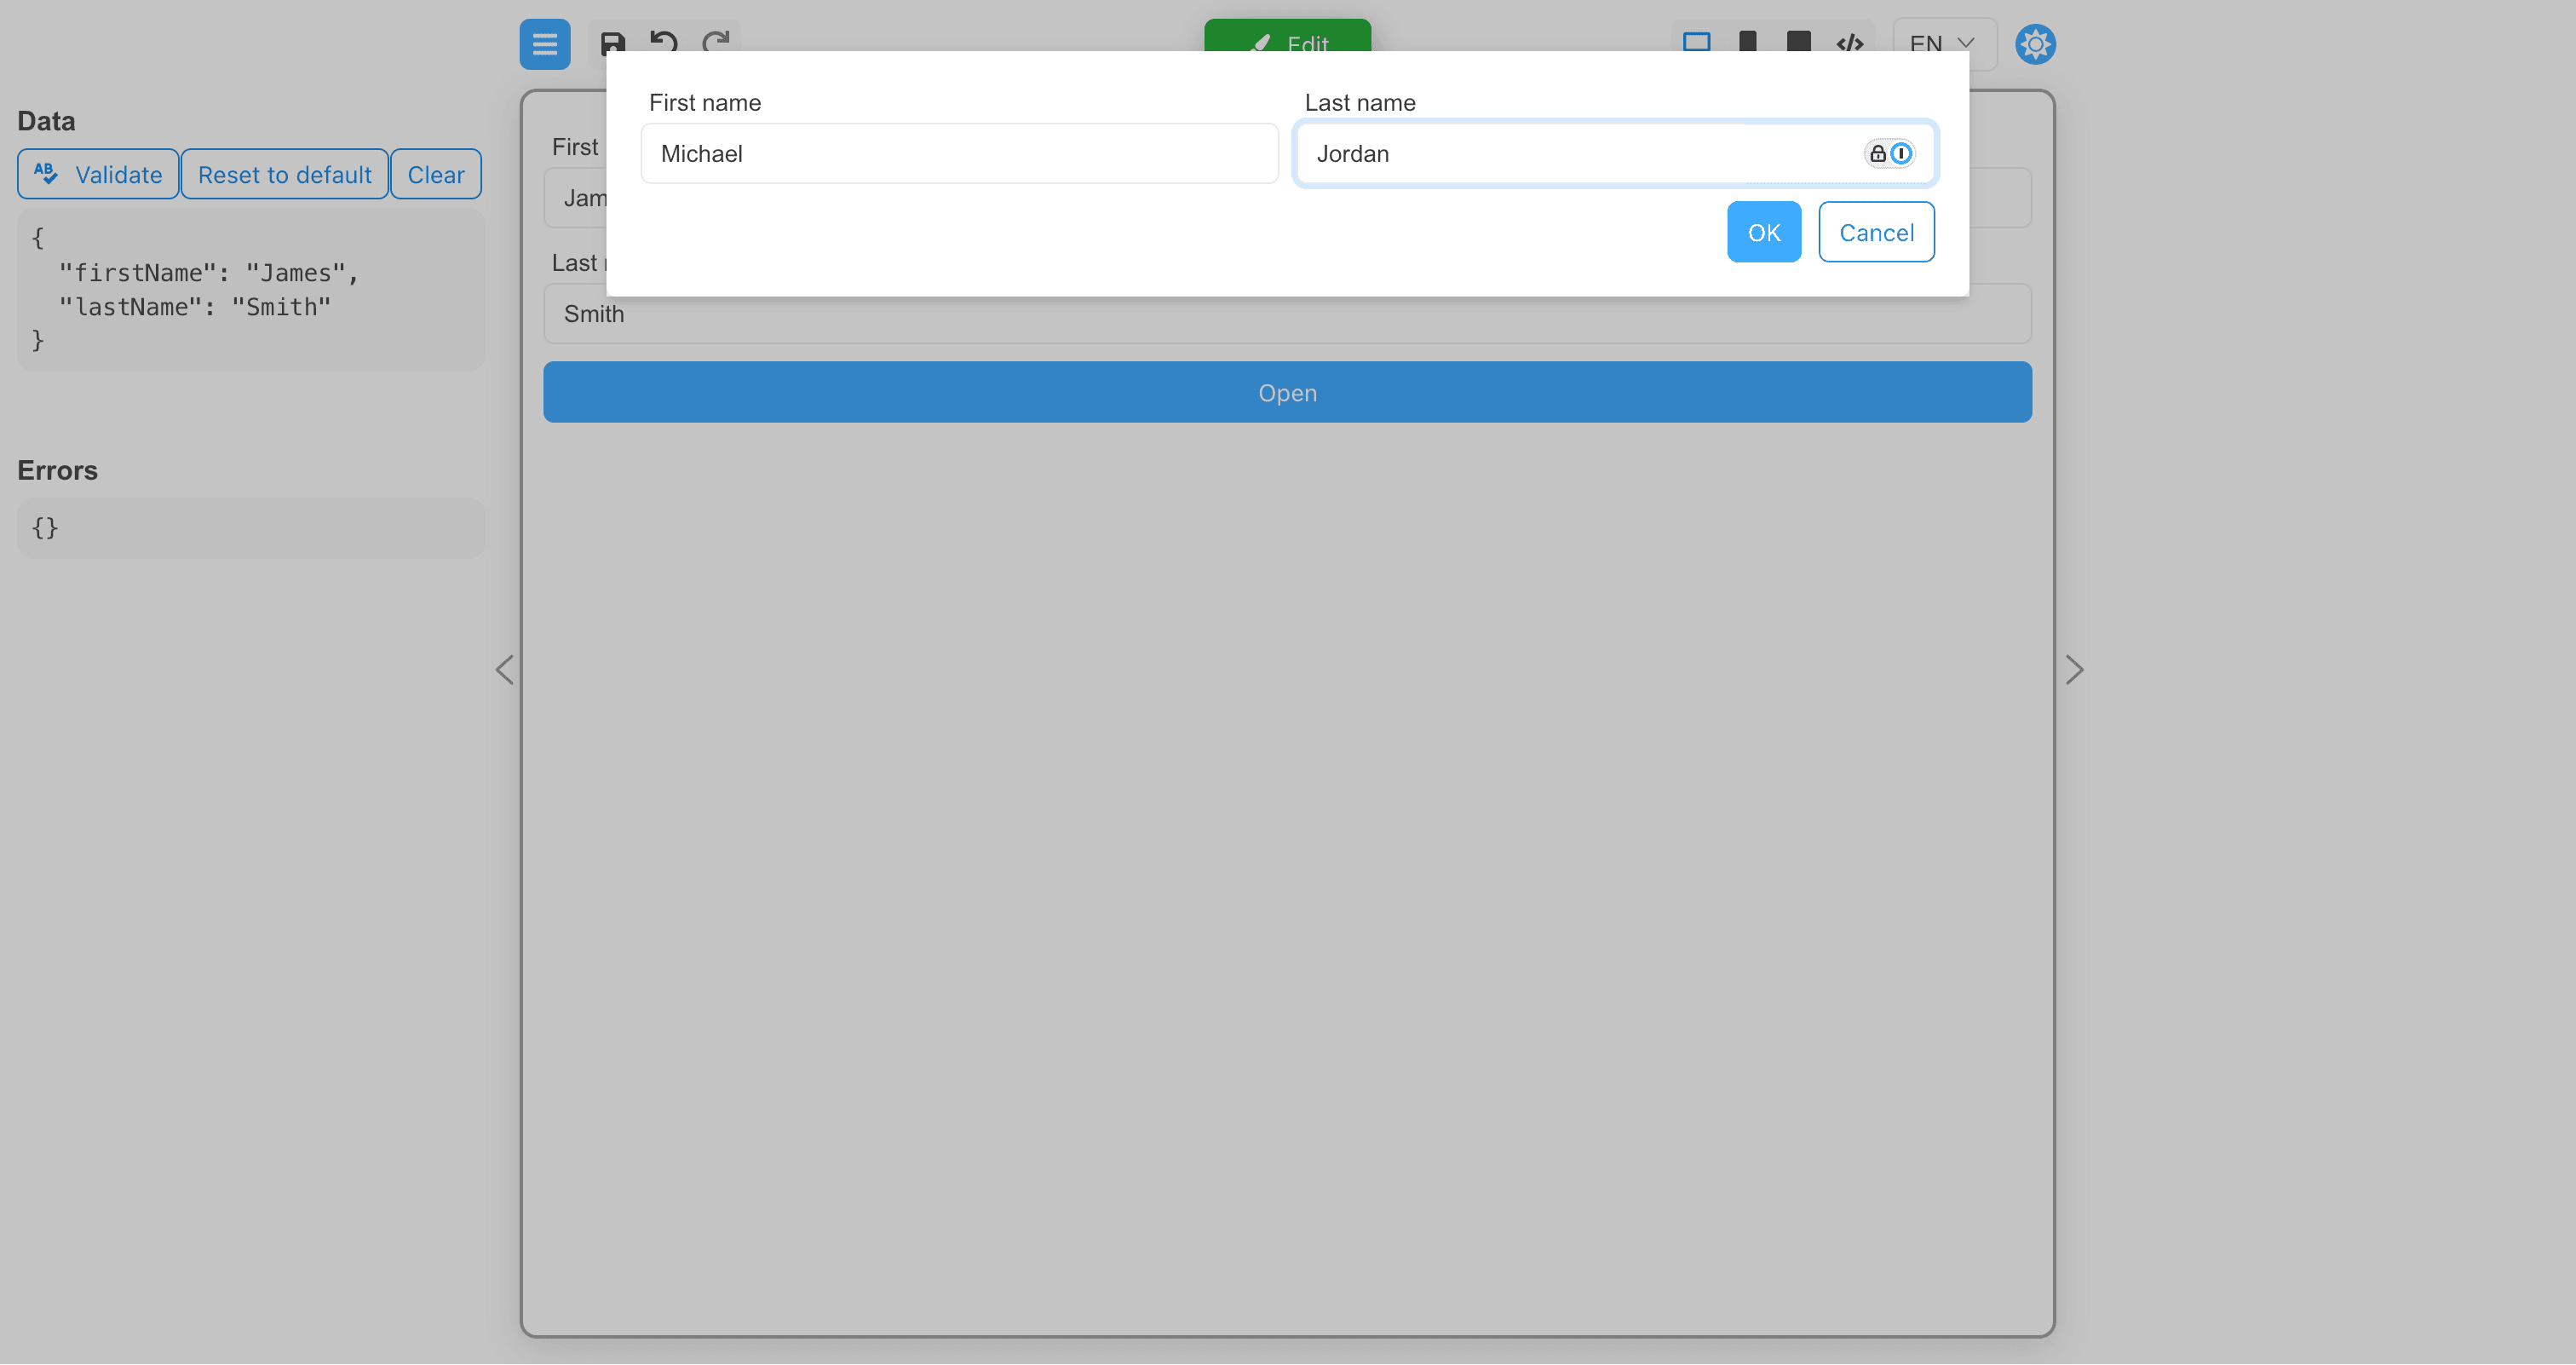 Edit
EN
Data
Validate
Reset to default
Clear
{
"firstName": "James",
"lastName": "Smith"
}
Errors
{}
First name
Michael
Last name
Jordan
OK
Cancel
First
Jam
Last
Smith
Open